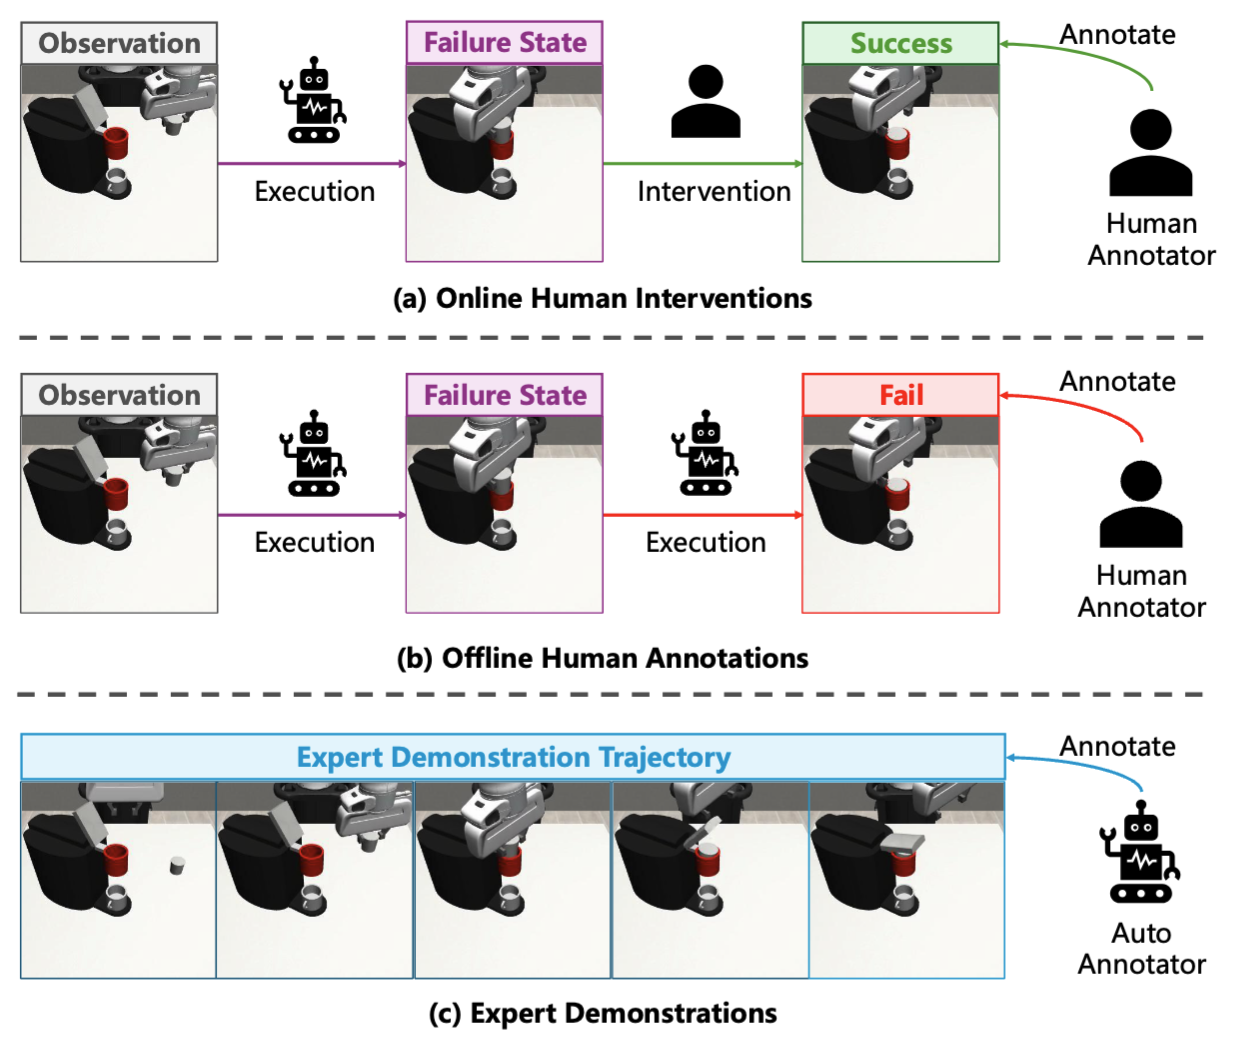 Observation
Failure State
Success
Annotate
Execution
Intervention
Human
Annotator
(a) Online Human Interventions
Observation
Failure State
Fail
Annotate
Execution
Execution
Human
Annotator
(b) Offline Human Annotations
Expert Demonstration Trajectory
Annotate
Auto
Annotator
(c) Expert Demonstrations